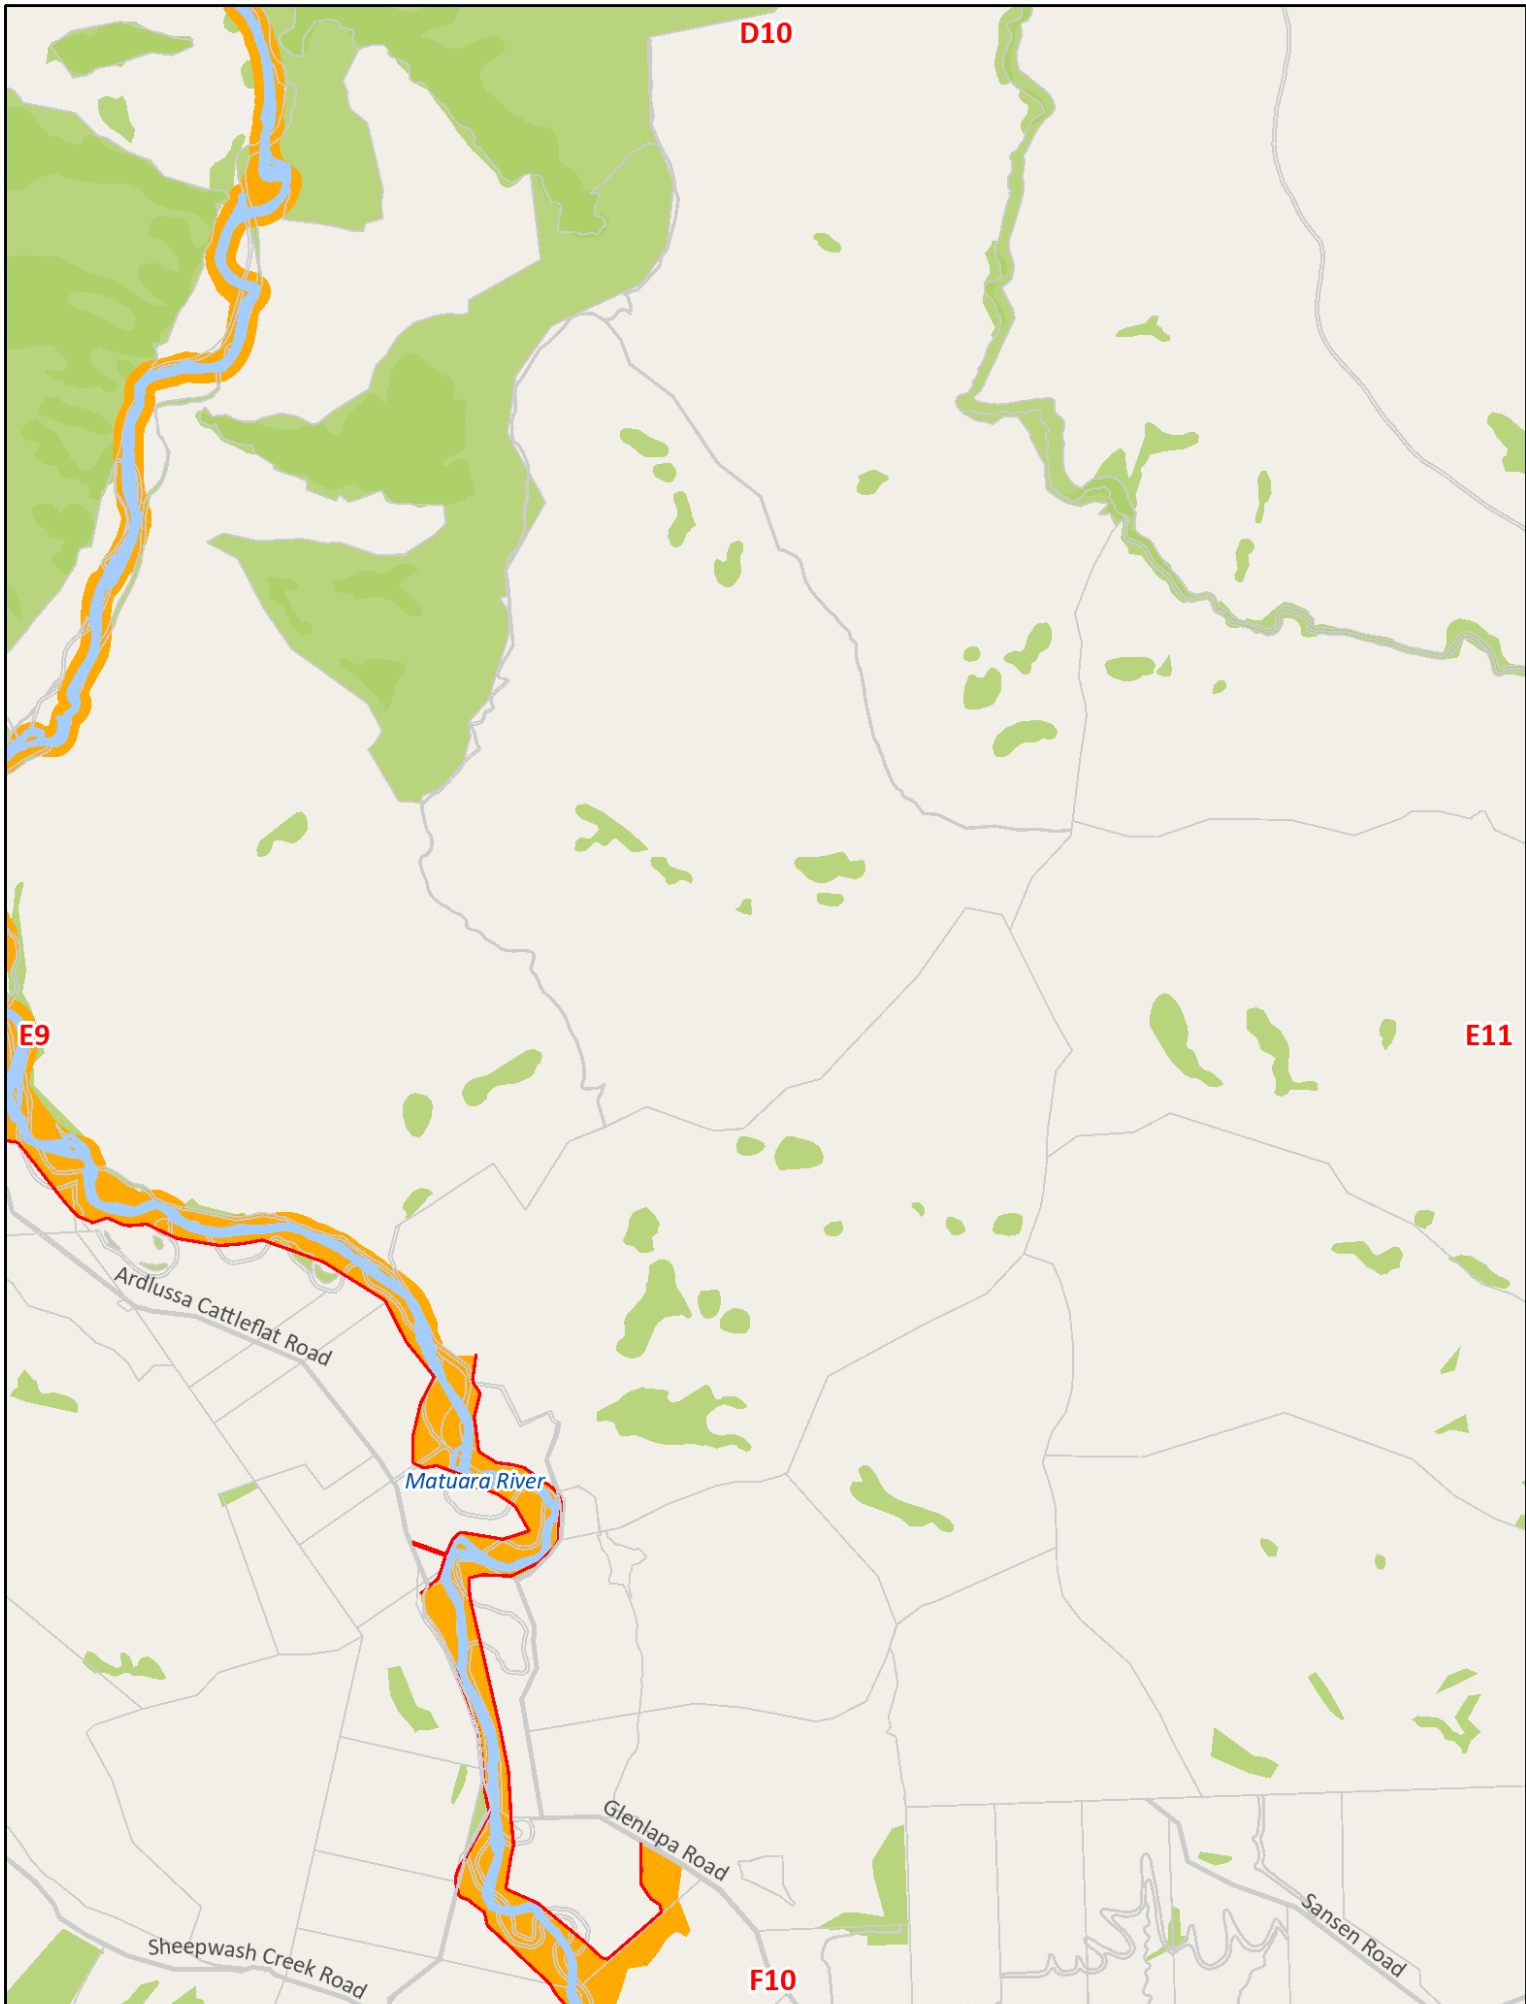 D10
E9
E11
Ardlussa Cattleflat Road
Matuara River
Glenlapa Road
Sansen Road
Sheepwash Creek Road
F10